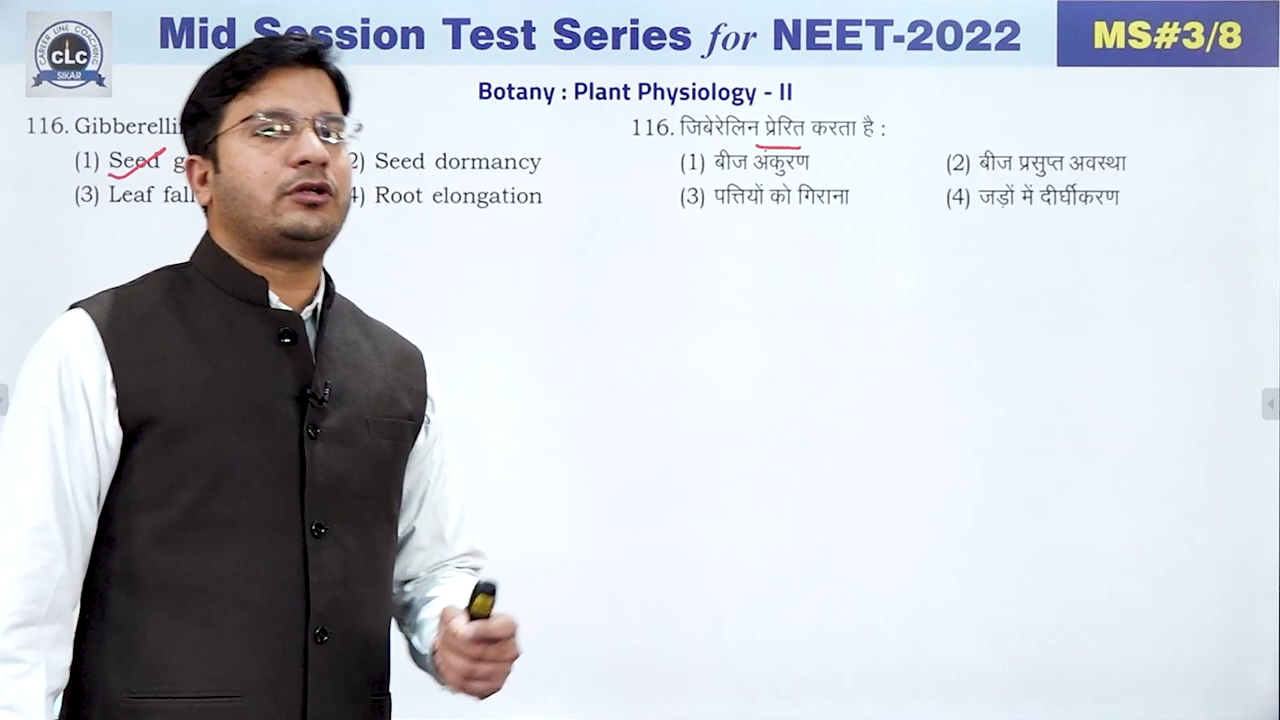 Mid Session Test Series for NEET-2022
MS#3/8
CAREER LINE COACHING
CLC
SIKAR
Botany : Plant Physiology - II
116. Gibberelli
(1) Seed g 2) Seed dormancy
(3) Leaf fall 4) Root elongation
116. जिबेरेलिन प्रेरित करता है :
(1) बीज अंकुरण (2) बीज प्रसुप्त अवस्था
(3) पत्तियों को गिराना (4) जड़ों में दीर्घीकरण